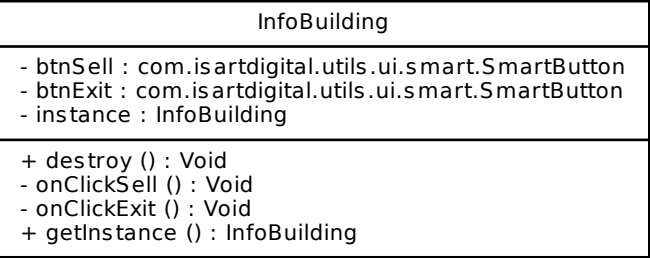 InfoBuilding
- btnSell : com.isartdigital.utils.ui.smart.SmartButton
- btnExit : com.isartdigital.utils.ui.smart.SmartButton
- instance : InfoBuilding
+ destroy () : Void
- onClickSell () : Void
- onClickExit () : Void
+ getInstance () : InfoBuilding